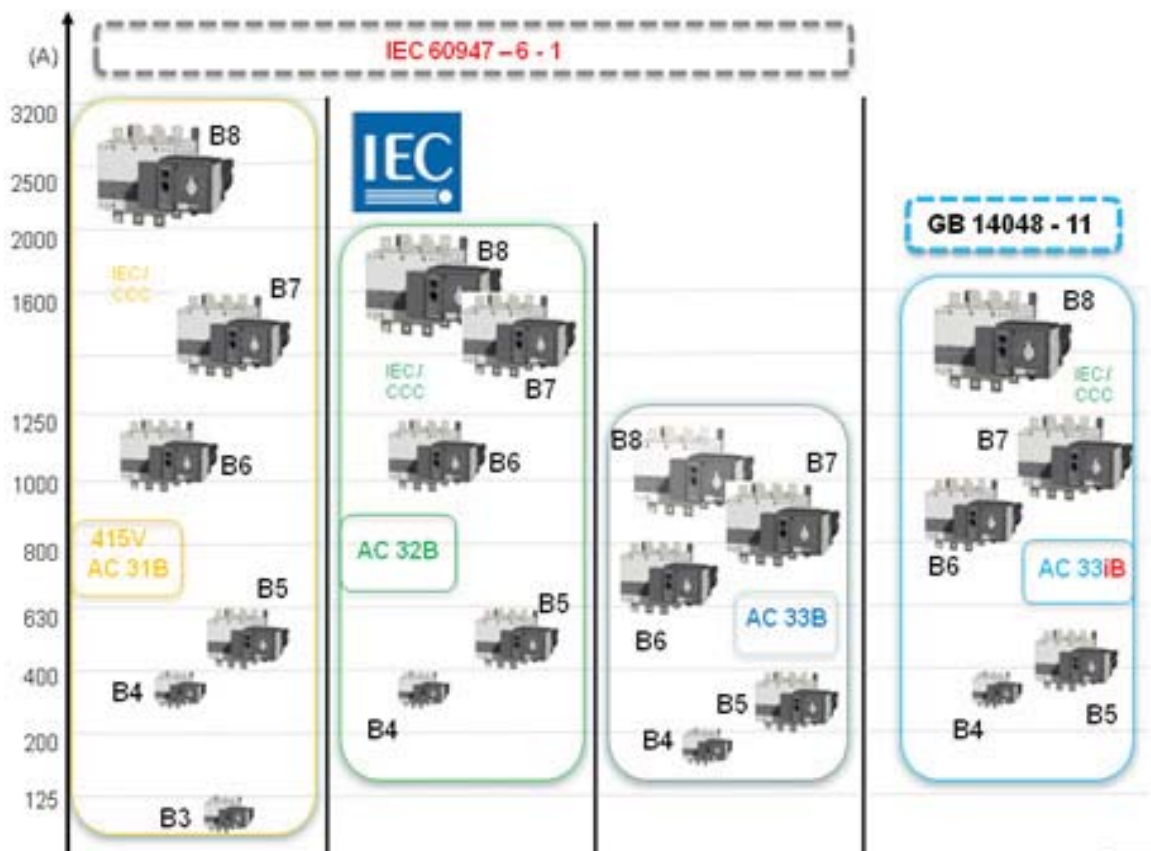 IEC 60947 – 6 - 1
(A)
3200
2500
2000
1600
1250
1000
800
630
400
200
125
B8
IEC/
CCC
B7
B6
415V
AC 31B
B5
B4
B3
IEC
B8
IEC/
CCC
B7
B6
AC 32B
B5
B4
B8
B7
B6
AC 33B
B5
B4
GB 14048 - 11
B8
IEC/
CCC
B7
B6
AC 33iB
B4
B5